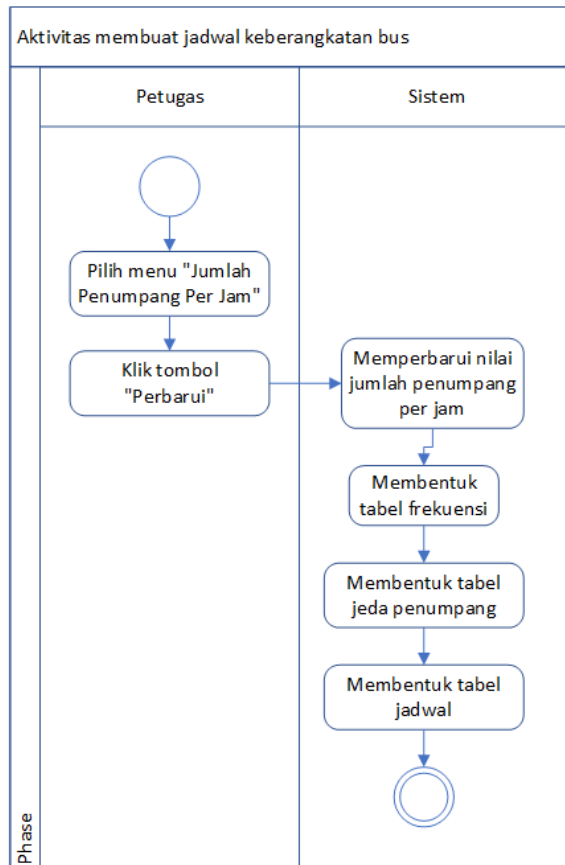 Aktivitas membuat jadwal keberangkatan bus
Petugas
Sistem
Pilih menu "Jumlah
Penumpang Per Jam"
Klik tombol
"Perbarui"
Memperbarui nilai
jumlah penumpang
per jam
Membentuk
tabel frekuensi
Membentuk tabel
jeda penumpang
Membentuk tabel
jadwal
Phase